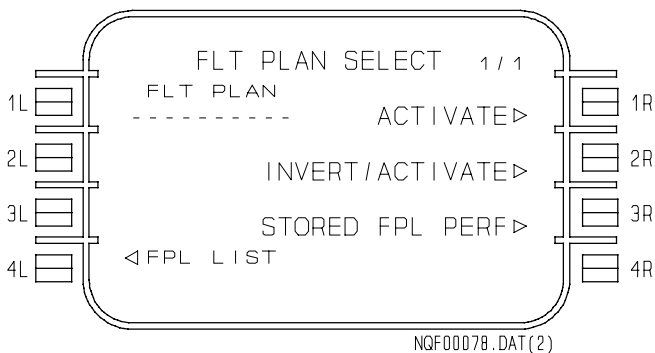 FLT PLAN SELECT 1/1
FLT PLAN
1L ---------- ACTIVATE▷ 1R
2L INVERT/ACTIVATE▷ 2R
3L STORED FPL PERF▷ 3R
4L ◁FPL LIST 4R
NQF00078.DAT(2)